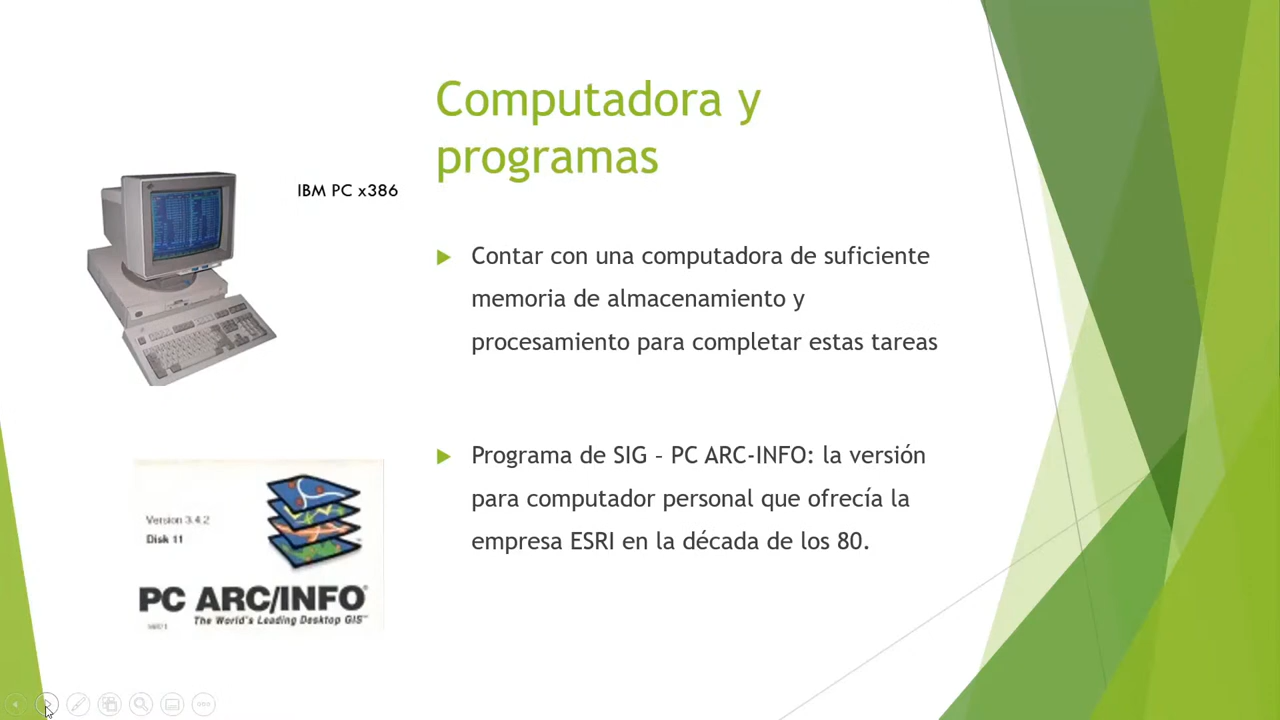 Computadora y
programas
IBM PC x386
Contar con una computadora de suficiente
memoria de almacenamiento y
procesamiento para completar estas tareas
Programa de SIG – PC ARC-INFO: la versión
para computador personal que ofrecía la
empresa ESRI en la década de los 80.
Version 3.4.2
Disk 11
PC ARC/INFO®
The World's Leading Desktop GIS™